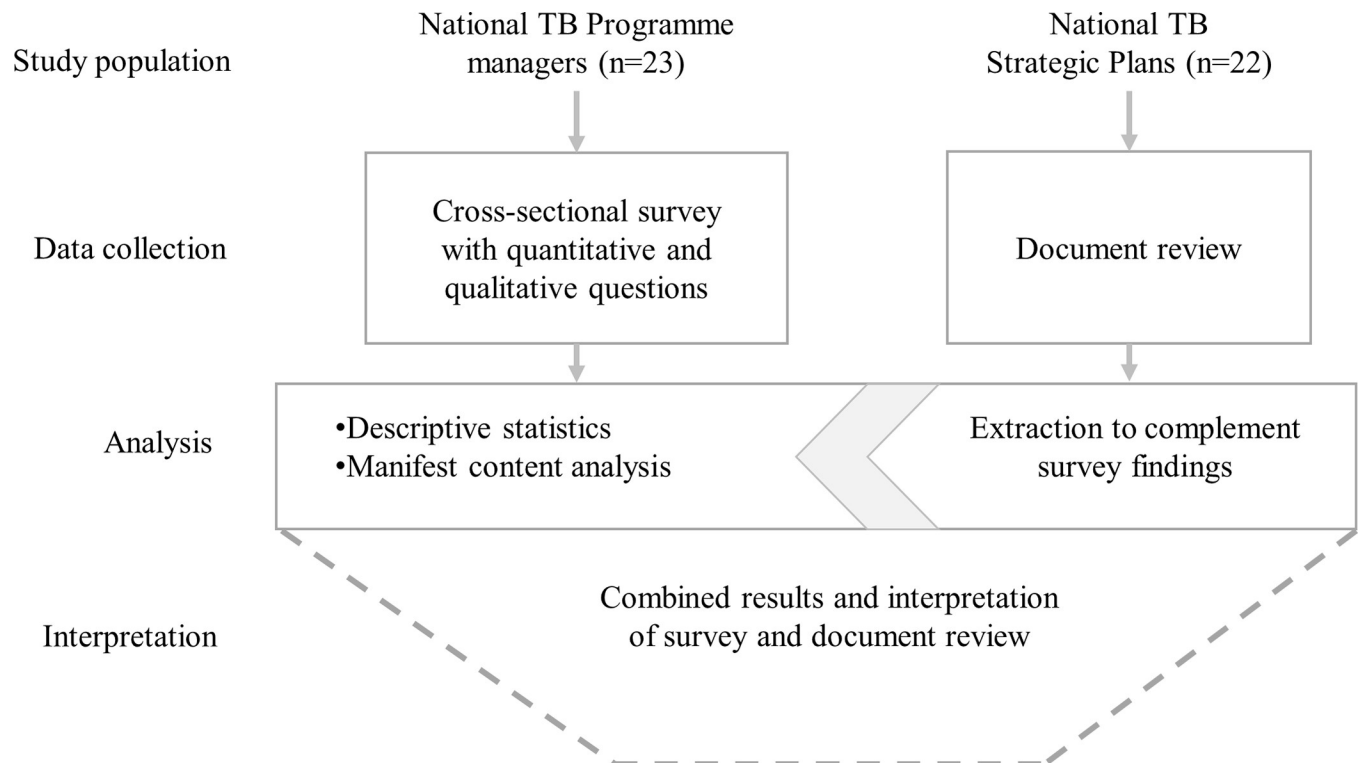 National TB Programme
managers (n=23)
National TB
Strategic Plans (n=22)
Study population
Cross-sectional survey
with quantitative and
qualitative questions
Document review
Data collection
•Descriptive statistics
•Manifest content analysis
Extraction to complement
survey findings
Analysis
Combined results and interpretation
of survey and document review
Interpretation